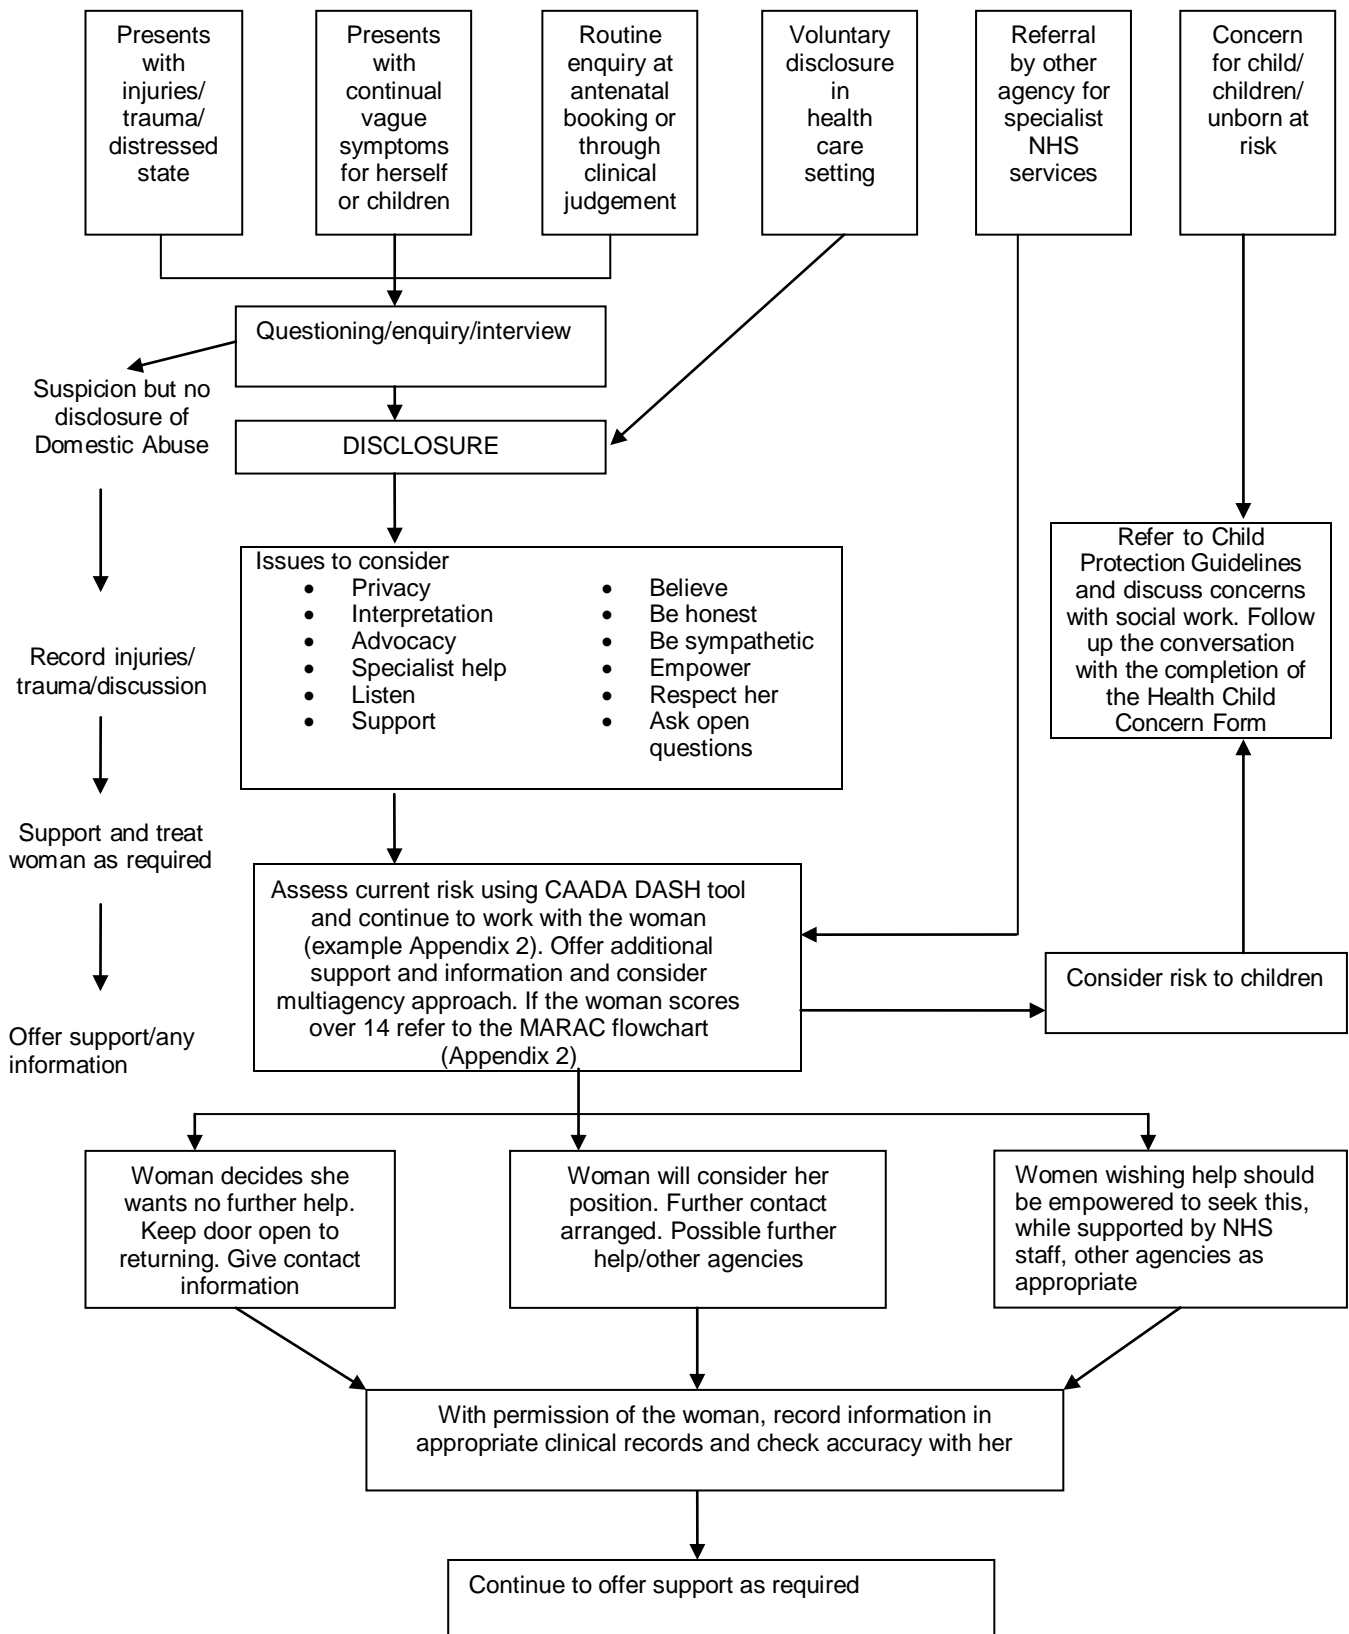 Presents
with
injuries/
trauma/
distressed
state
Presents
with
continual
vague
symptoms
for herself
or children
Routine
enquiry at
antenatal
booking or
through
clinical
judgement
Voluntary
disclosure
in
health
care
setting
Referral
by other
agency for
specialist
NHS
services
Concern
for child/
children/
unborn at
risk
Questioning/enquiry/interview
Suspicion but no
disclosure of
Domestic Abuse
DISCLOSURE
Issues to consider
• Privacy
• Interpretation
• Advocacy
• Specialist help
• Listen
• Support
• Believe
• Be honest
• Be sympathetic
• Empower
• Respect her
• Ask open
questions
Refer to Child
Protection Guidelines
and discuss concerns
with social work. Follow
up the conversation
with the completion of
the Health Child
Concern Form
Record injuries/
trauma/discussion
Support and treat
woman as required
Offer support/any
information
Assess current risk using CAADA DASH tool
and continue to work with the woman
(example Appendix 2). Offer additional
support and information and consider
multiagency approach. If the woman scores
over 14 refer to the MARAC flowchart
(Appendix 2)
Consider risk to children
Woman decides she
wants no further help.
Keep door open to
returning. Give contact
information
Woman will consider her
position. Further contact
arranged. Possible further
help/other agencies
Women wishing help should
be empowered to seek this,
while supported by NHS
staff, other agencies as
appropriate
With permission of the woman, record information in
appropriate clinical records and check accuracy with her
Continue to offer support as required